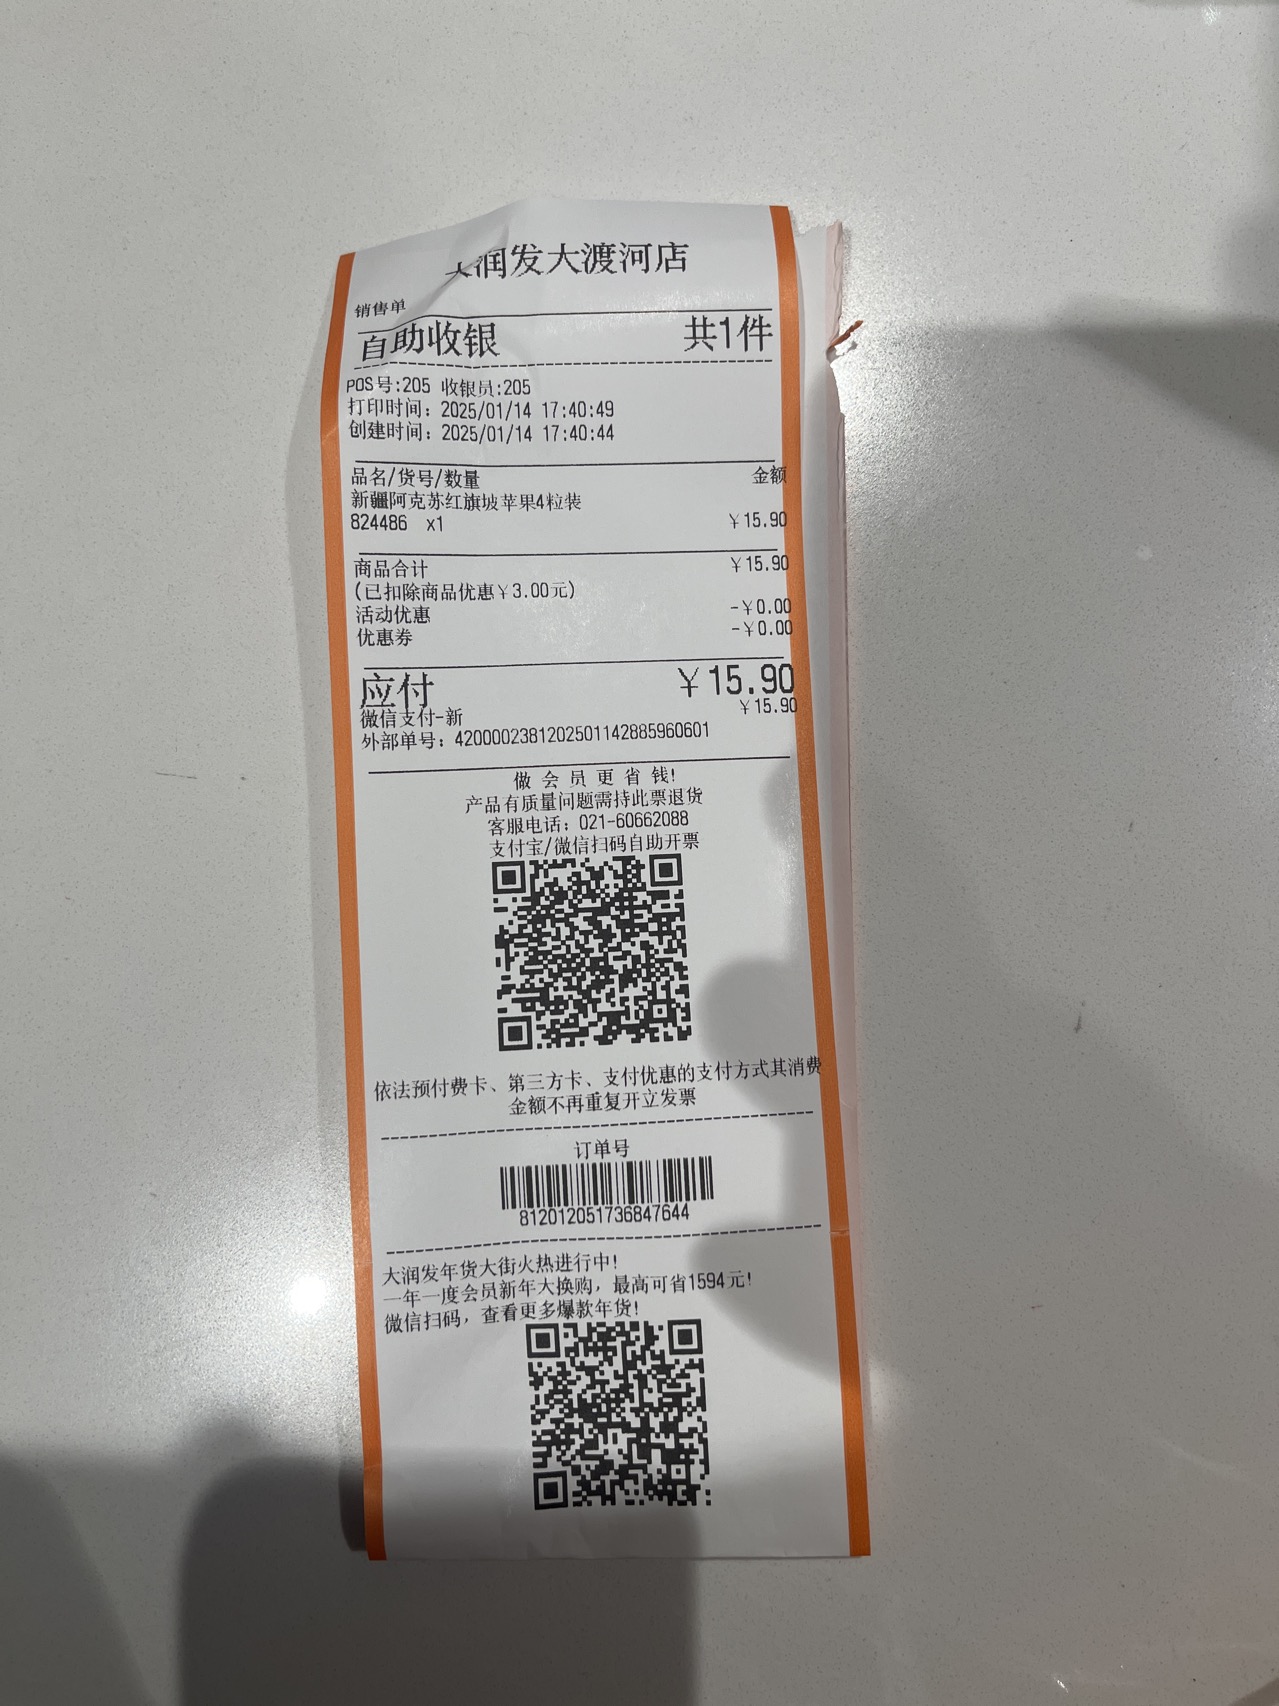 大润发大渡河店
销售单
自助收银 共1件
POS号:205 收银员:205
打印时间: 2025/01/14 17:40:49
创建时间: 2025/01/14 17:40:44
品名/货号/数量 金额
新疆阿克苏红旗坡苹果4粒装
824486 x1 ￥15.90
商品合计 ￥15.90
(已扣除商品优惠￥3.00元)
活动优惠 -￥0.00
优惠券 -￥0.00
应付 ￥15.90
微信支付-新 ￥15.90
外部单号: 4200002381202501142885960601
做会员更省钱!
产品有质量问题需持此票退货
客服电话: 021-60662088
支付宝/微信扫码自助开票
依法预付费卡、第三方卡、支付优惠的支付方式其消费
金额不再重复开立发票
订单号
812012051736847644
大润发年货大街火热进行中!
一年一度会员新年大换购, 最高可省1594元!
微信扫码, 查看更多爆款年货!